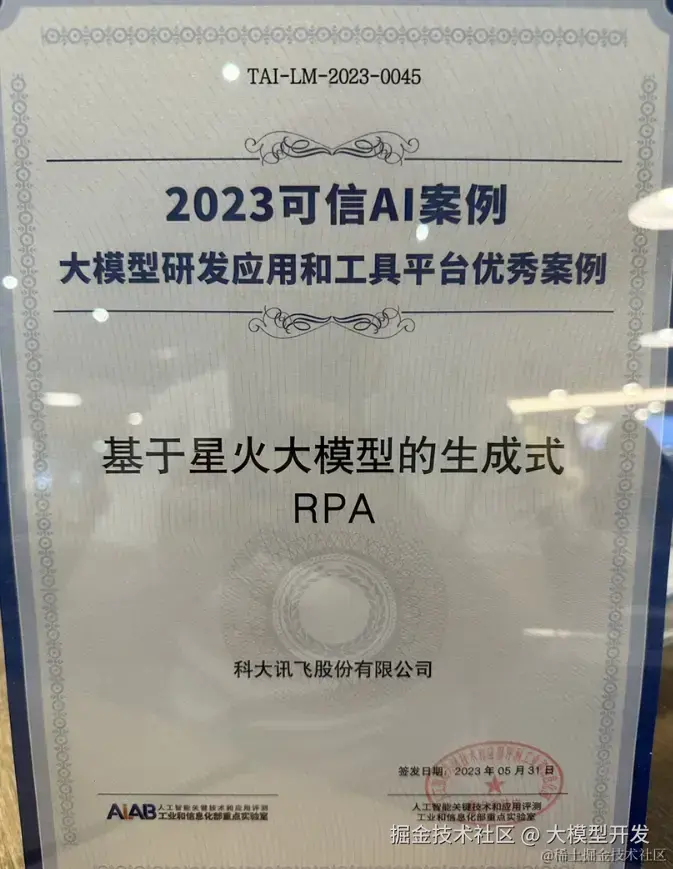 TAI-LM-2023-0045
2023可信AI案例
大模型研发应用和工具平台优秀案例
基于星火大模型的生成式
RPA
科大讯飞股份有限公司
签发日期：2023年05月31日
AIAB 人工智能关键技术和应用评测
工业和信息化部重点实验室
人工智能关键技术和应用评测
工业和信息化部重点实验室
掘金技术社区 @ 大模型开发
@稀土掘金技术社区